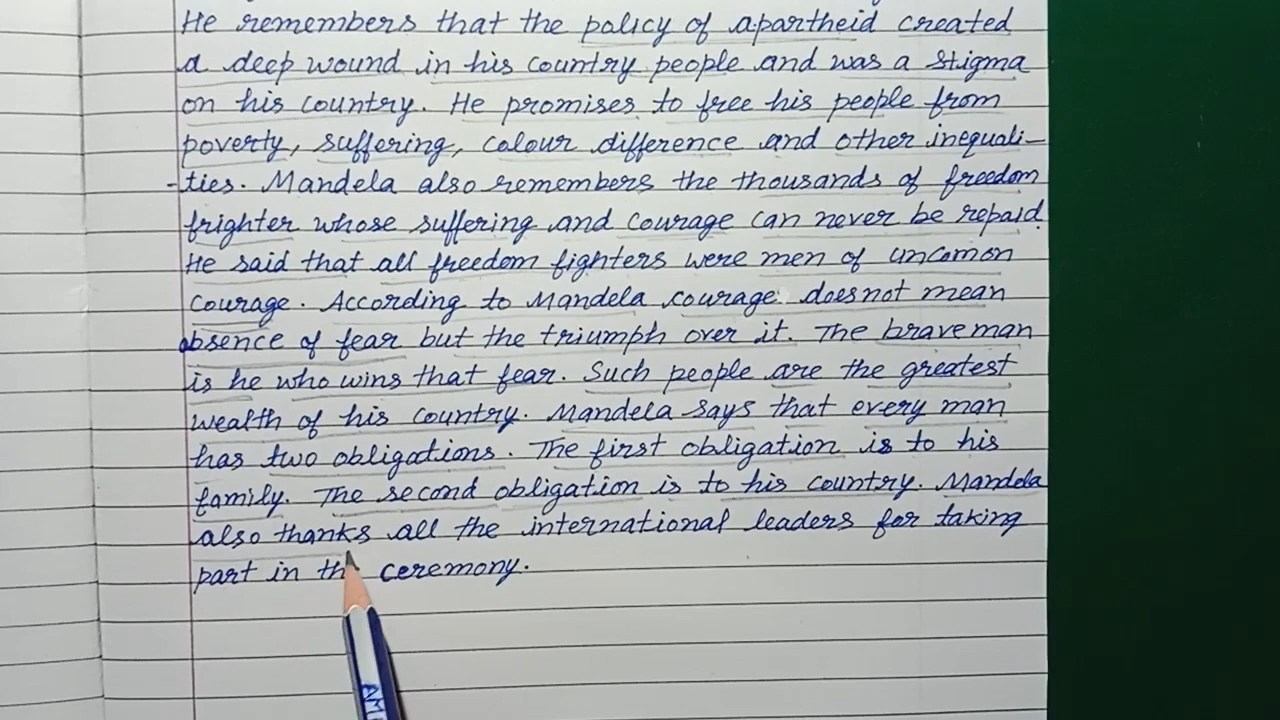 He remembers that the policy of apartheid created
a deep wound in his country people and was a stigma
on his country. He promises to free his people from
poverty, suffering, colour difference and other inequali-
-ties. Mandela also remembers the thousands of freedom
frighter whose suffering and courage can never be repaid.
He said that all freedom fighters were men of uncomon
courage. According to Mandela courage does not mean
absence of fear but the triumph over it. The brave man
is he who wins that fear. Such people are the greatest
wealth of his country. Mandela says that every man
has two obligations. The first obligation is to his
family. The second obligation is to his country. Mandela
also thanks all the international leaders for taking
part in the ceremony.
AM